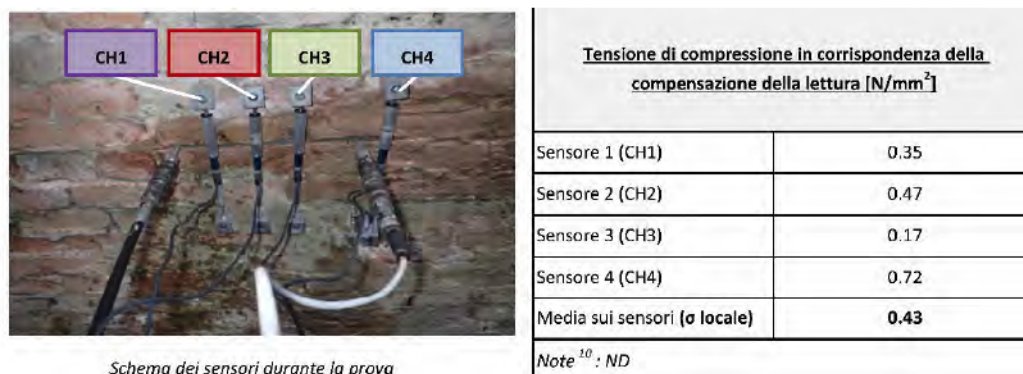 CH1 CH2 CH3 CH4
Schema dei sensori durante la prova
Tensione di compressione in corrispondenza della
compensazione della lettura [N/mm²]
Sensore 1 (CH1) 0.35
Sensore 2 (CH2) 0.47
Sensore 3 (CH3) 0.17
Sensore 4 (CH4) 0.72
Media sui sensori (σ locale) 0.43
Note ¹⁰ : ND